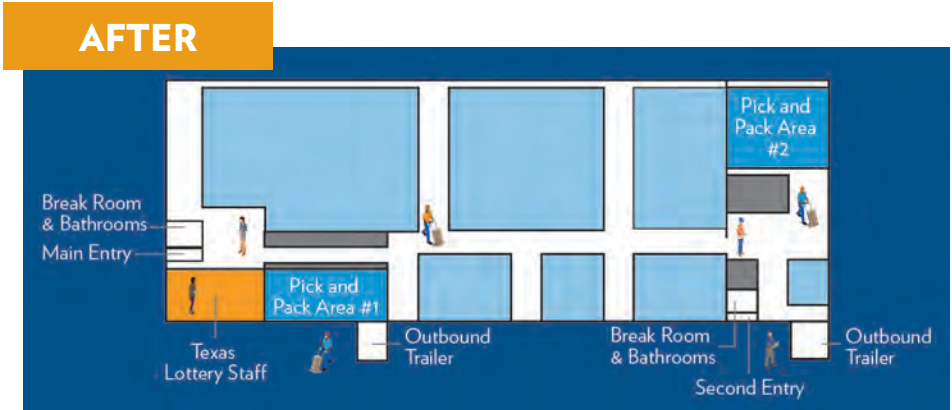 AFTER
Pick and
Pack Area
#2
Break Room
& Bathrooms
Main Entry
Pick and
Pack Area #1
Texas
Lottery Staff
Outbound
Trailer
Break Room
& Bathrooms
Second Entry
Outbound
Trailer